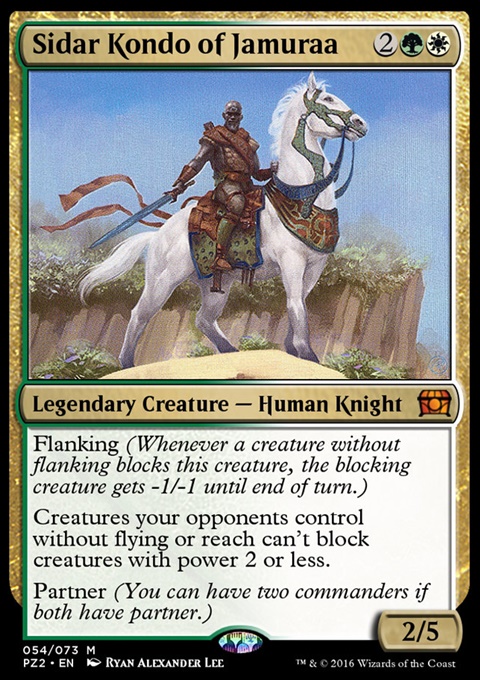 Sidar Kondo of Jamuraa 2
Legendary Creature — Human Knight
Flanking (Whenever a creature without
flanking blocks this creature, the blocking
creature gets -1/-1 until end of turn.)
Creatures your opponents control
without flying or reach can't block
creatures with power 2 or less.
Partner (You can have two commanders if
both have partner.)
2/5
054/073 M
PZ2 • EN Ryan Alexander Lee
™ & © 2016 Wizards of the Coast